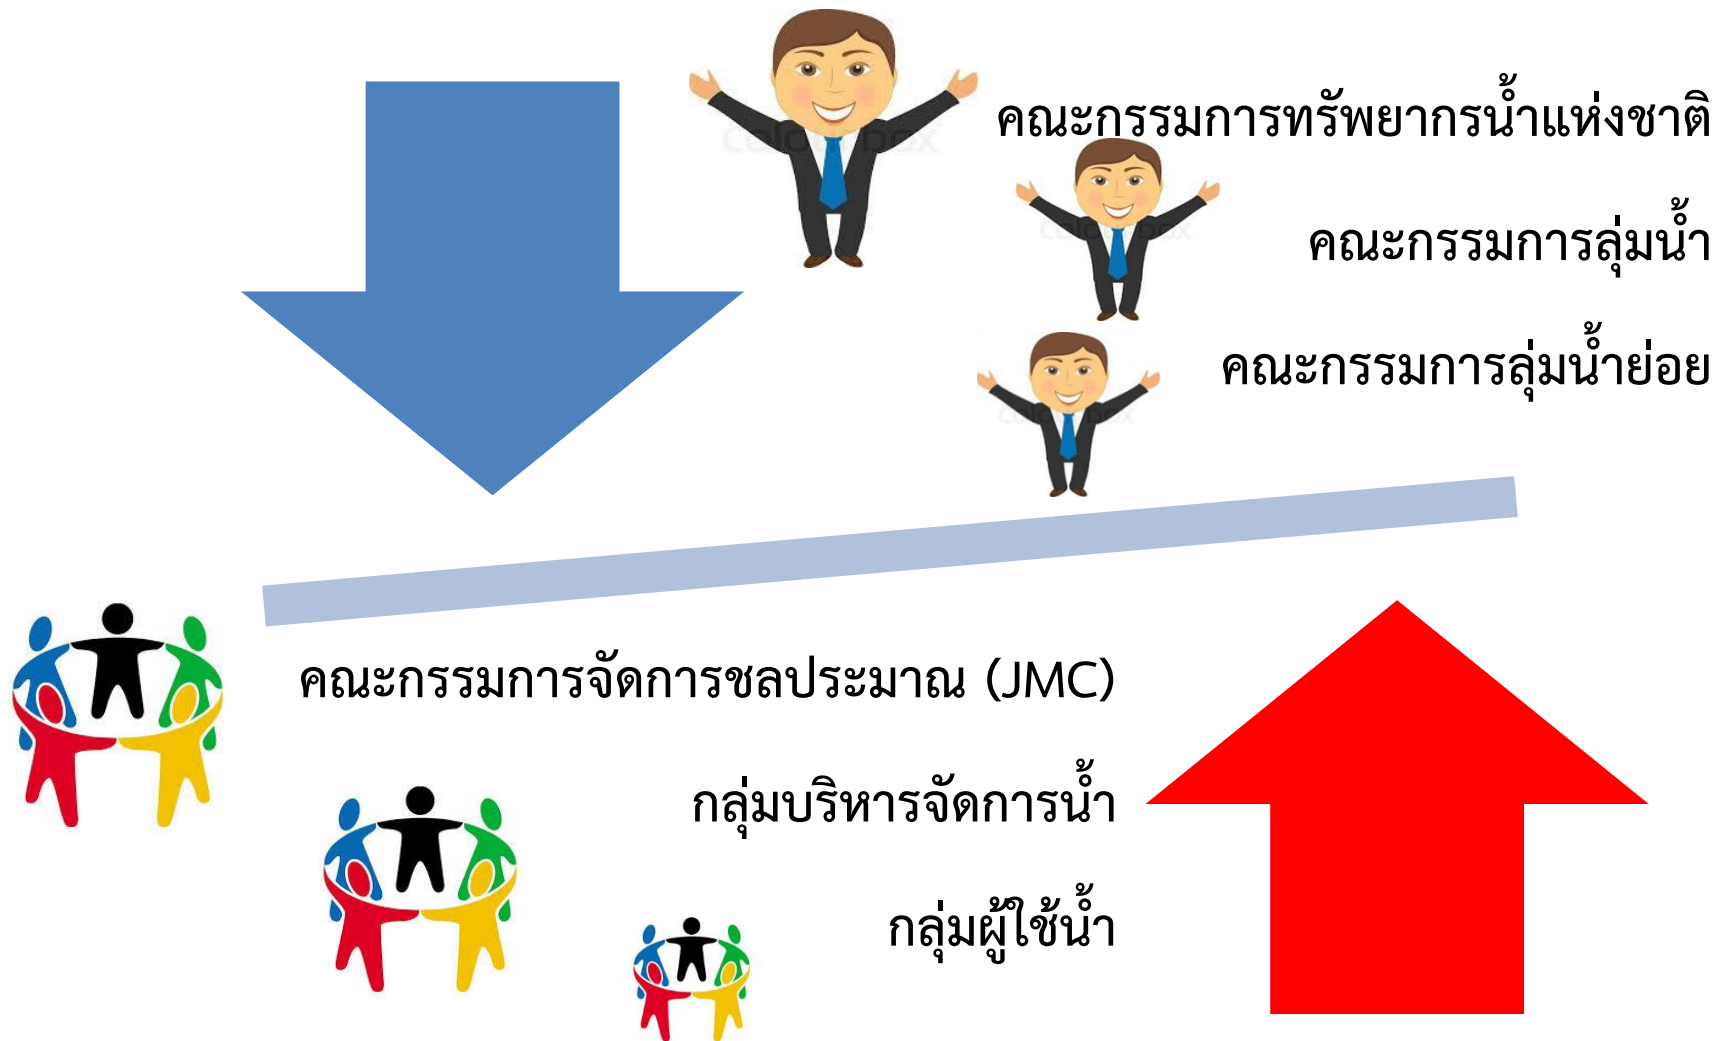 คณะกรรมการทรัพยากรน้ำแห่งชาติ
คณะกรรมการลุ่มน้ำ
คณะกรรมการลุ่มน้ำย่อย
คณะกรรมการจัดการชลประมาณ (JMC)
กลุ่มบริหารจัดการน้ำ
กลุ่มผู้ใช้น้ำ